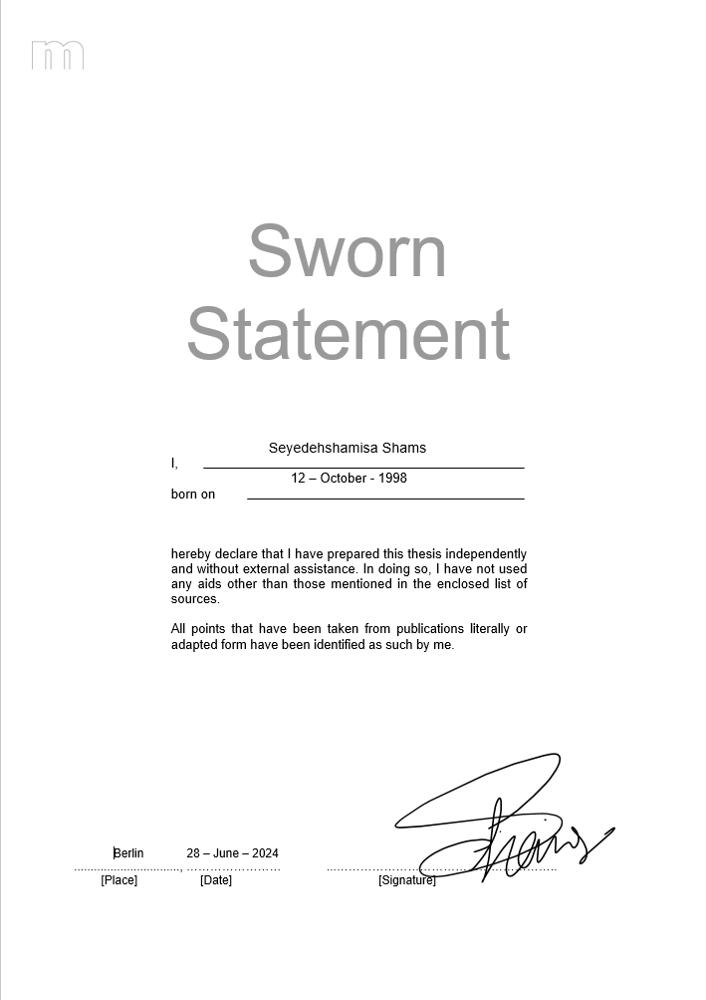 m
Sworn
Statement
Seyedehshamisa Shams
I,
12 – October - 1998
born on
hereby declare that I have prepared this thesis independently
and without external assistance. In doing so, I have not used
any aids other than those mentioned in the enclosed list of
sources.
All points that have been taken from publications literally or
adapted form have been identified as such by me.
Shams
Berlin 28 – June – 2024
[Place] [Date] [Signature]